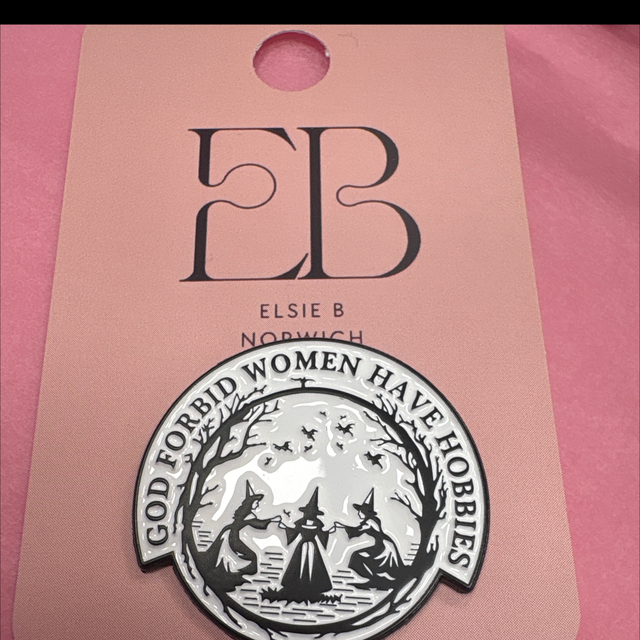 EB
ELSIE B
NORWICH
GOD FORBID WOMEN HAVE HOBBIES